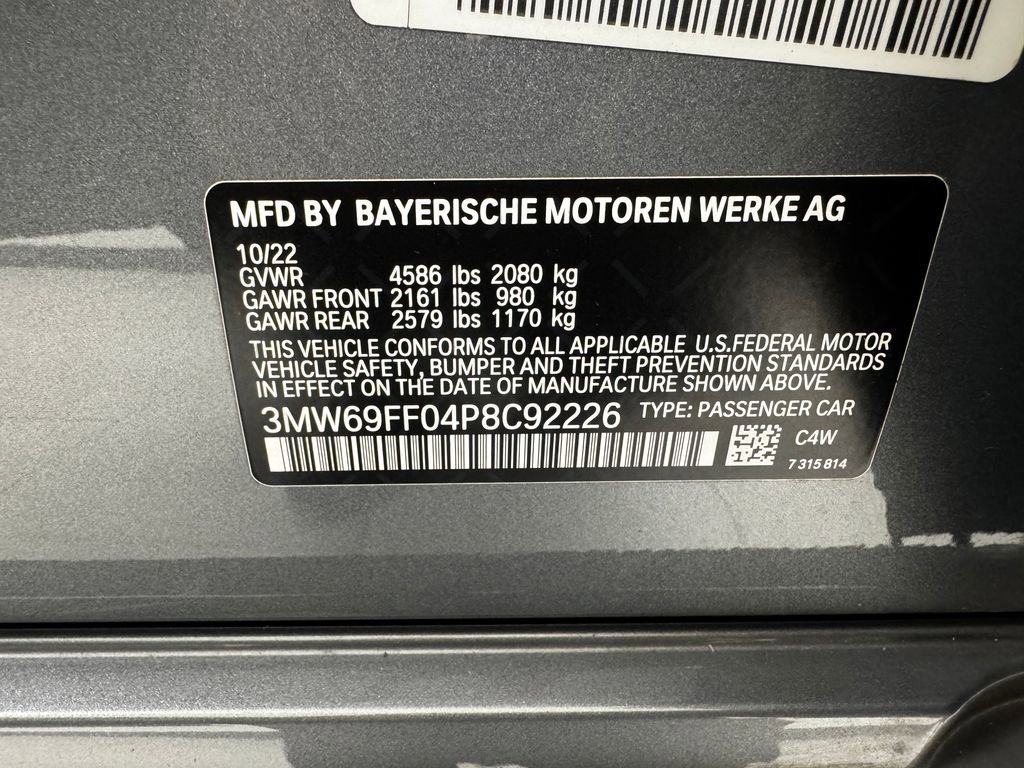 MFD BY BAYERISCHE MOTOREN WERKE AG
10/22
GVWR 4586 lbs 2080 kg
GAWR FRONT 2161 lbs 980 kg
GAWR REAR 2579 lbs 1170 kg
THIS VEHICLE CONFORMS TO ALL APPLICABLE U.S.FEDERAL MOTOR
VEHICLE SAFETY, BUMPER AND THEFT PREVENTION STANDARDS
IN EFFECT ON THE DATE OF MANUFACTURE SHOWN ABOVE.
3MW69FF04P8C92226 TYPE: PASSENGER CAR
C4W
7 315 814